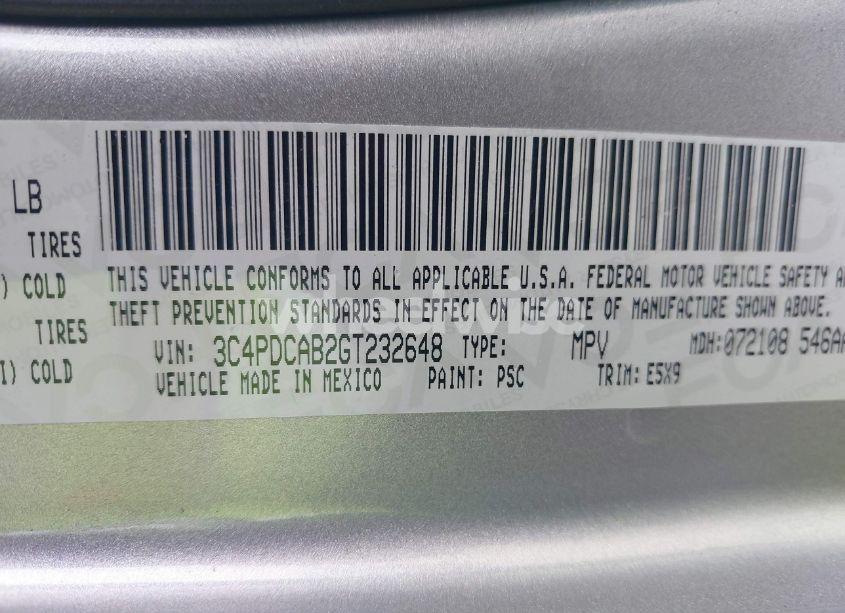 LB
TIRES
) COLD
TIRES
I) COLD
THIS VEHICLE CONFORMS TO ALL APPLICABLE U.S.A. FEDERAL MOTOR VEHICLE SAFETY A
THEFT PREVENTION STANDARDS IN EFFECT ON THE DATE OF MANUFACTURE SHOWN ABOVE.
VIN: 3C4PDCAB2GT232648 TYPE: MPV MDH:072108 546AA
VEHICLE MADE IN MEXICO PAINT: PSC TRIM: E5X9
wheelwise